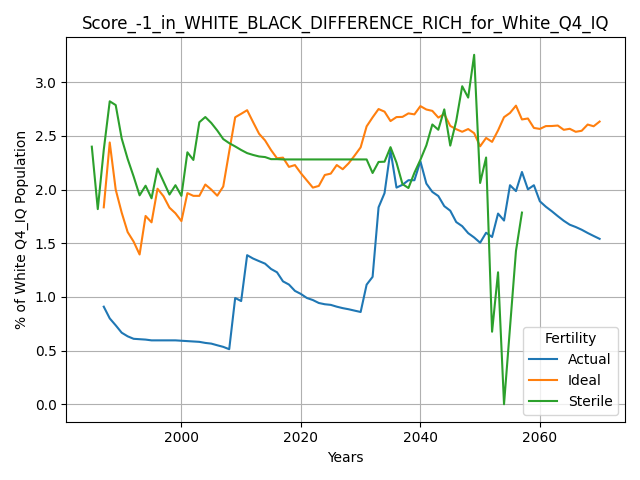 Score_-1_in_WHITE_BLACK_DIFFERENCE_RICH_for_White_Q4_IQ
% of White Q4_IQ Population
3.0
2.5
2.0
1.5
1.0
0.5
0.0
Fertility
Actual
Ideal
Sterile
2000
2020
2040
2060
Years